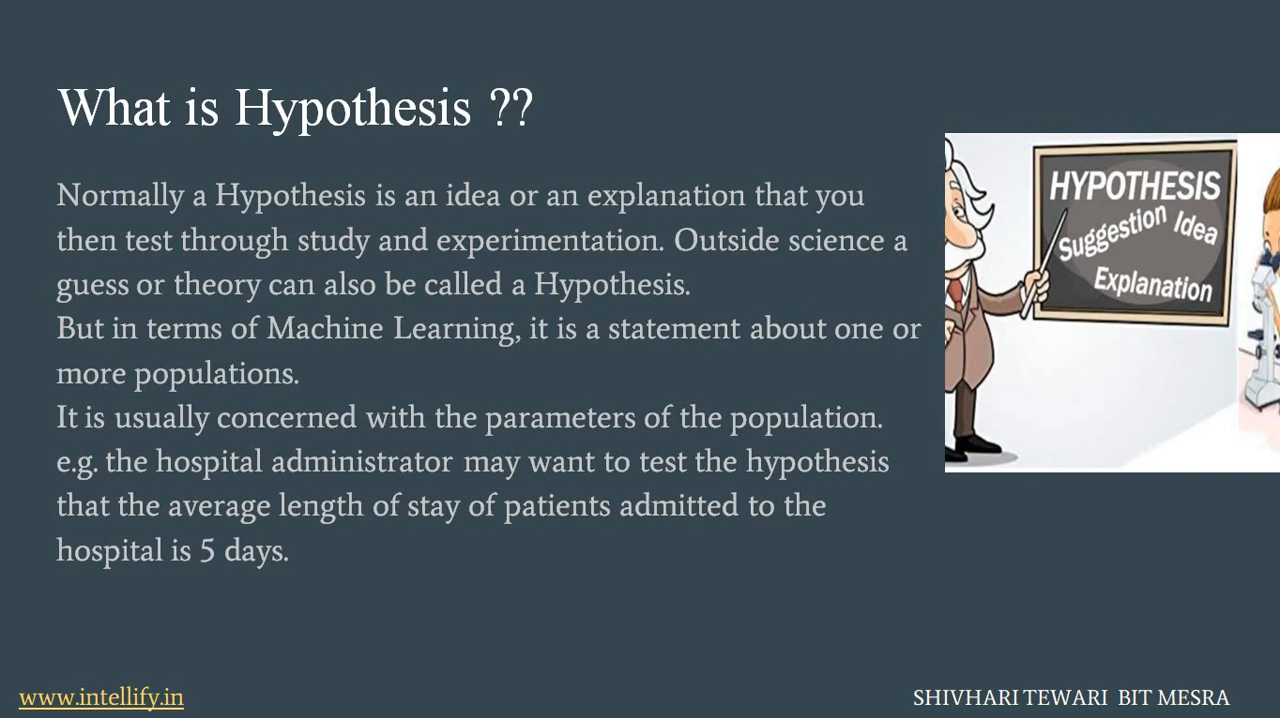 What is Hypothesis ??
Normally a Hypothesis is an idea or an explanation that you
then test through study and experimentation. Outside science a
guess or theory can also be called a Hypothesis.
But in terms of Machine Learning, it is a statement about one or
more populations.
It is usually concerned with the parameters of the population.
e.g. the hospital administrator may want to test the hypothesis
that the average length of stay of patients admitted to the
hospital is 5 days.
HYPOTHESIS
Suggestion Idea
Explanation
www.intellify.in
SHIVHARI TEWARI BIT MESRA